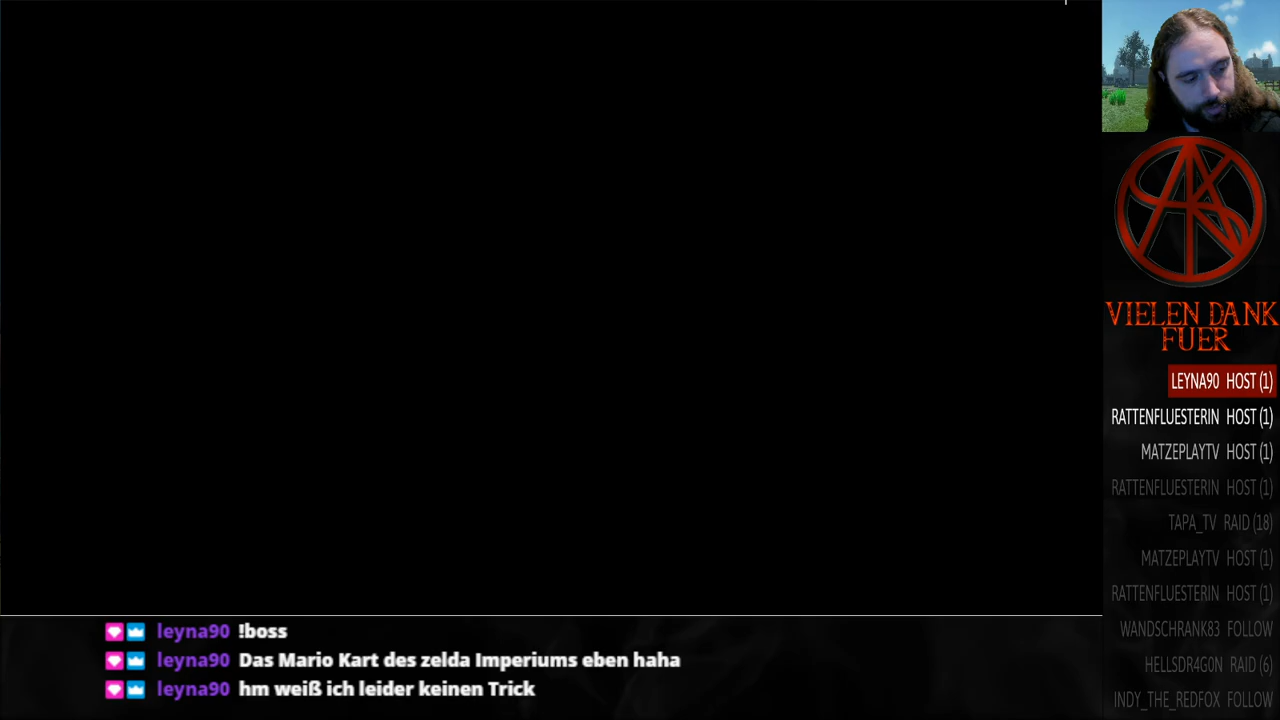 VIELEN DANK
FUER
LEYNA90 HOST (1)
RATTENFLUESTERIN HOST (1)
MATZEPLAYTV HOST (1)
RATTENFLUESTERIN HOST (1)
TAPA_TV RAID (18)
MATZEPLAYTV HOST (1)
RATTENFLUESTERIN HOST (1)
WANDSCHRANK83 FOLLOW
HELLSDR4G0N RAID (6)
INDY_THE_REDFOX FOLLOW
leyna90 !boss
leyna90 Das Mario Kart des zelda Imperiums eben haha
leyna90 hm weiß ich leider keinen Trick